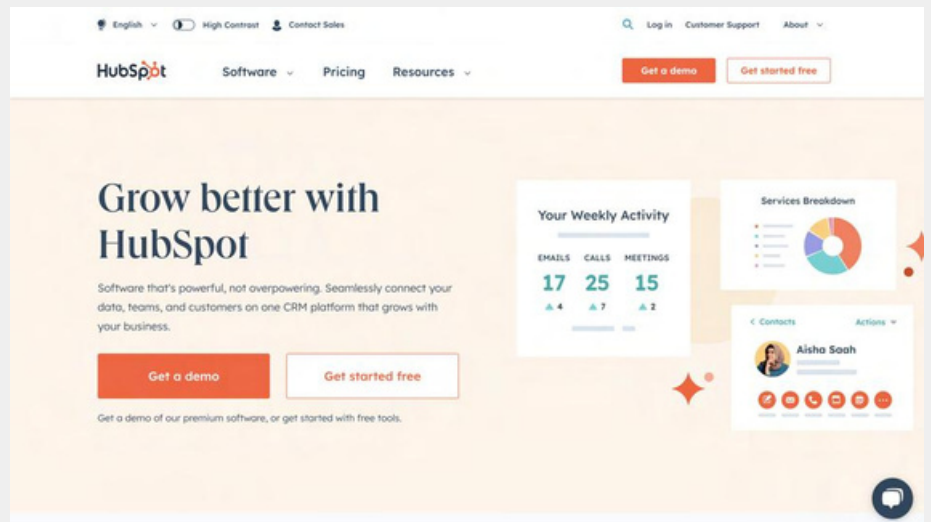 English High Contrast Contact Sales Log in Customer Support About
HubSpot Software Pricing Resources Get a demo Get started free
Grow better with
HubSpot
Software that's powerful, not overpowering. Seamlessly connect your
data, teams, and customers on one CRM platform that grows with
your business.
Get a demo Get started free
Get a demo of our premium software, or get started with free tools.
Your Weekly Activity
EMAILS CALLS MEETINGS
17 25 15
4 7 2
Services Breakdown
Contacts Actions
Aisha Saah